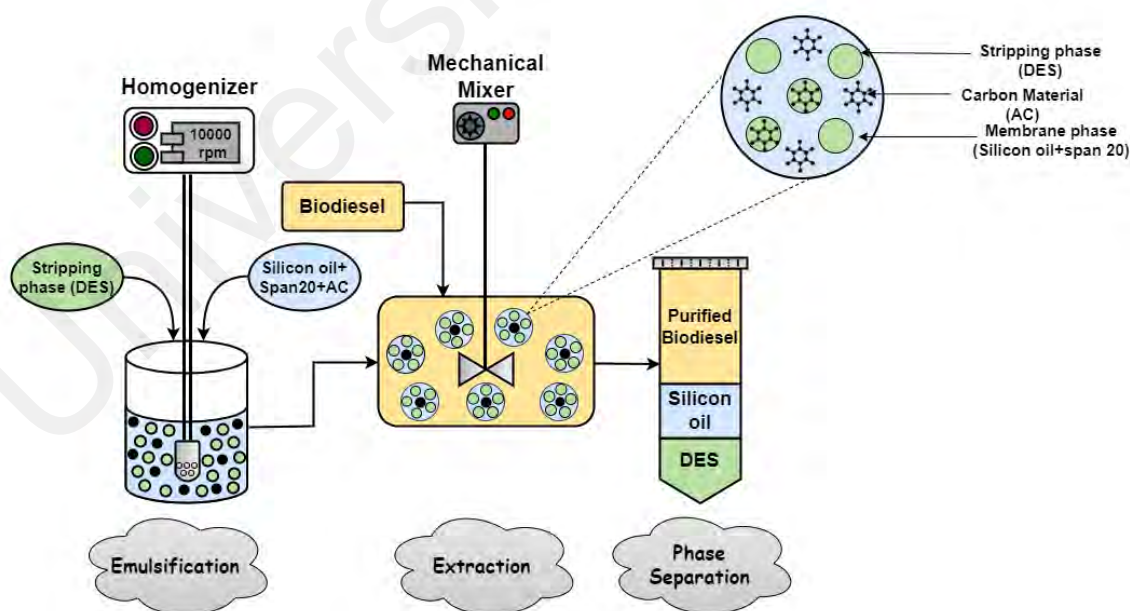 Univers
Homogenizer
10000
rpm
Mechanical
Mixer
Stripping phase
(DES)
Carbon Material
(AC)
Membrane phase
(Silicon oil+span 20)
Biodiesel
Stripping
phase (DES)
Silicon oil+
Span20+AC
Purified
Biodiesel
Silicon
oil
DES
Emulsification
Extraction
Phase
Separation